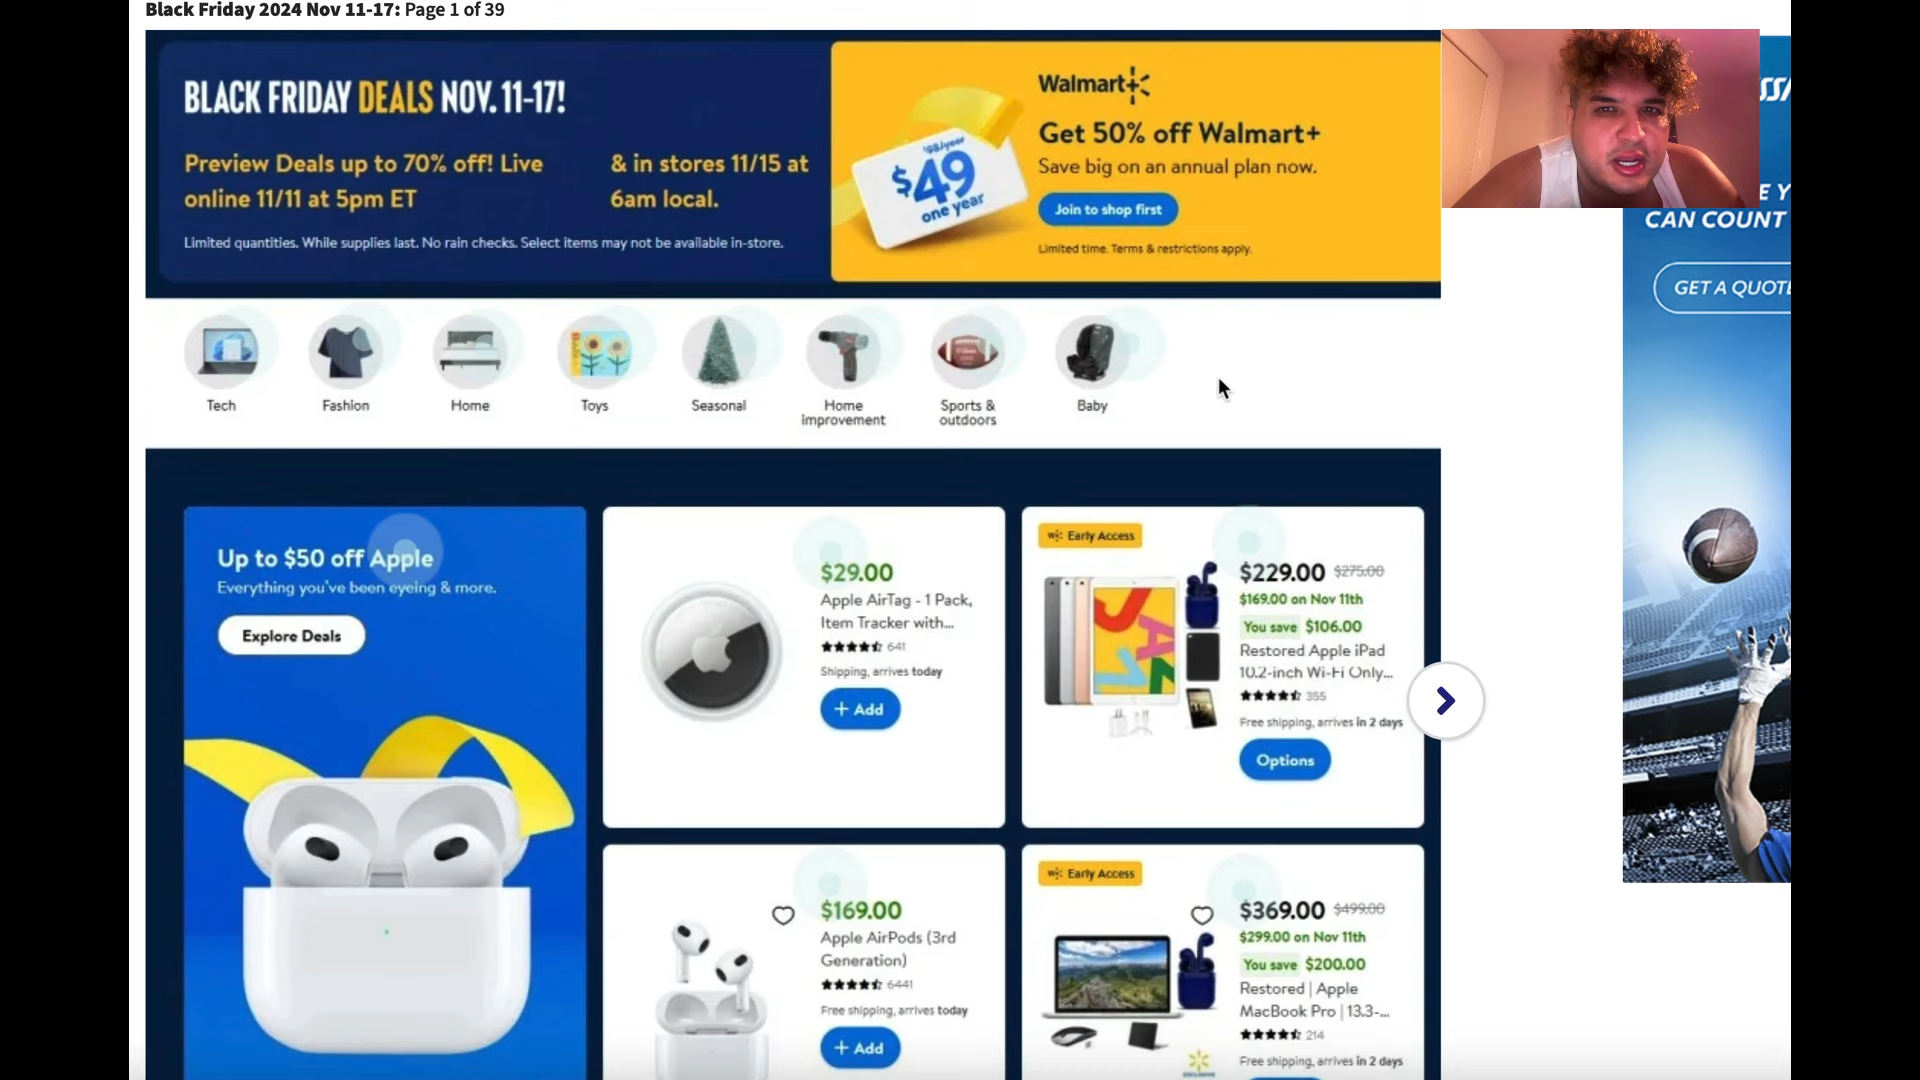 Black Friday 2024 Nov 11-17: Page 1 of 39
BLACK FRIDAY DEALS NOV. 11-17!
Preview Deals up to 70% off! Live
online 11/11 at 5pm ET
& in stores 11/15 at
6am local.
Limited quantities. While supplies last. No rain checks. Select items may not be available in-store.
$98/year
$49
one year
Walmart+
Get 50% off Walmart+
Save big on an annual plan now.
Join to shop first
Limited time. Terms & restrictions apply.
E Y
CAN COUNT
GET A QUOTE
Tech
Fashion
Home
Toys
Seasonal
Home
improvement
Sports &
outdoors
Baby
Up to $50 off Apple
Everything you've been eyeing & more.
Explore Deals
$29.00
Apple AirTag - 1 Pack,
Item Tracker with...
641
Shipping, arrives today
+ Add
W+ Early Access
$229.00 $275.00
$169.00 on Nov 11th
You save $106.00
Restored Apple iPad
10.2-inch Wi-Fi Only...
355
Free shipping, arrives in 2 days
Options
$169.00
Apple AirPods (3rd
Generation)
6441
Free shipping, arrives today
+ Add
W+ Early Access
$369.00 $499.00
$299.00 on Nov 11th
You save $200.00
Restored | Apple
MacBook Pro | 13.3-...
214
Free shipping, arrives in 2 days
EXCLUSIVE